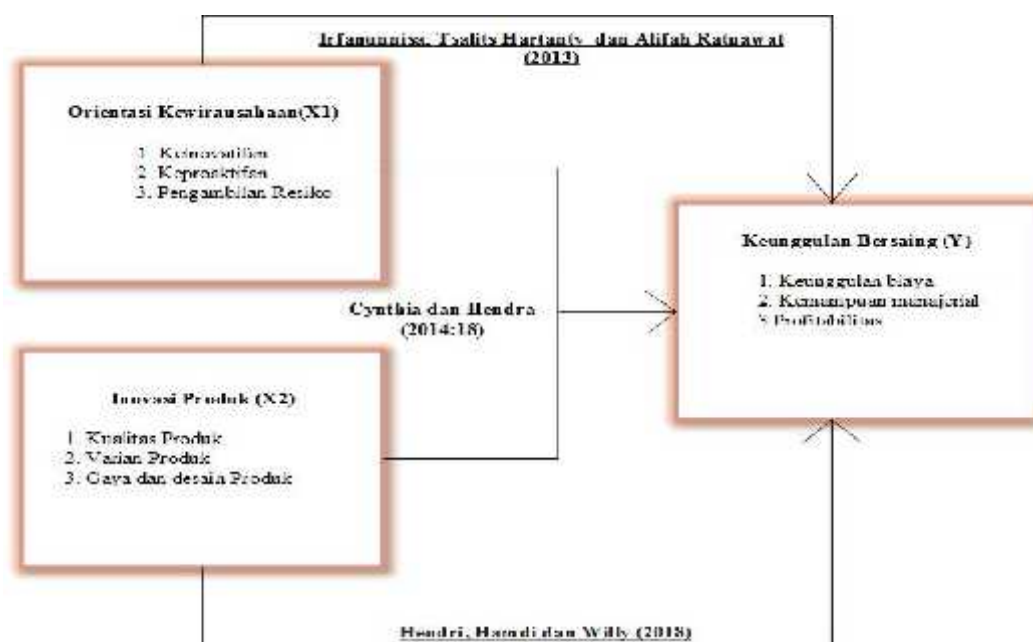 Irfanunnisa, Tsalits Hartanty dan Alifah Ratnawat
(2013)
Orientasi Kewirausahaan(X1)
1. Keinovatifan
2. Keproaktifan
3. Pengambilan Resiko
Keunggulan Bersaing (Y)
1. Keunggulan biaya
2. Kemampuan manajerial
3 Profitabilitas
Cynthia dan Hendra
(2014:18)
Inovasi Produk (X2)
1. Kualitas Produk
2. Varian Produk
3. Gaya dan desain Produk
Hendri, Hamdi dan Willy (2018)